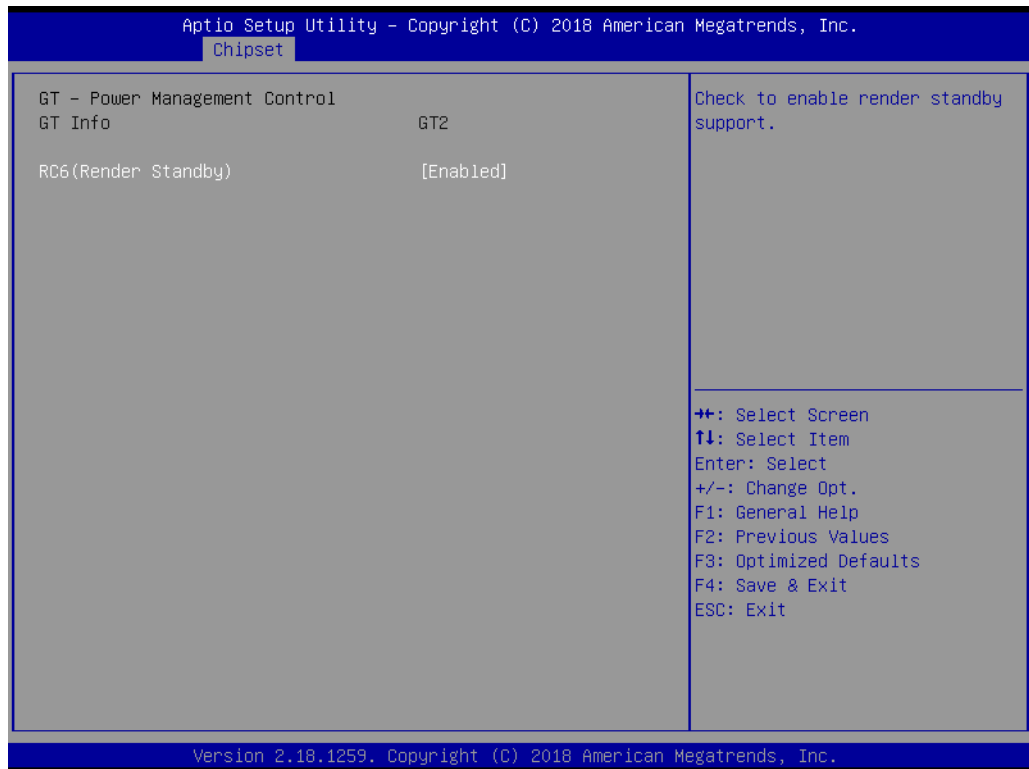 Aptio Setup Utility – Copyright (C) 2018 American Megatrends, Inc.
Chipset
GT – Power Management Control
GT Info GT2
RC6(Render Standby) [Enabled]
Check to enable render standby
support.
→←: Select Screen
↑↓: Select Item
Enter: Select
+/-: Change Opt.
F1: General Help
F2: Previous Values
F3: Optimized Defaults
F4: Save & Exit
ESC: Exit
Version 2.18.1259. Copyright (C) 2018 American Megatrends, Inc.